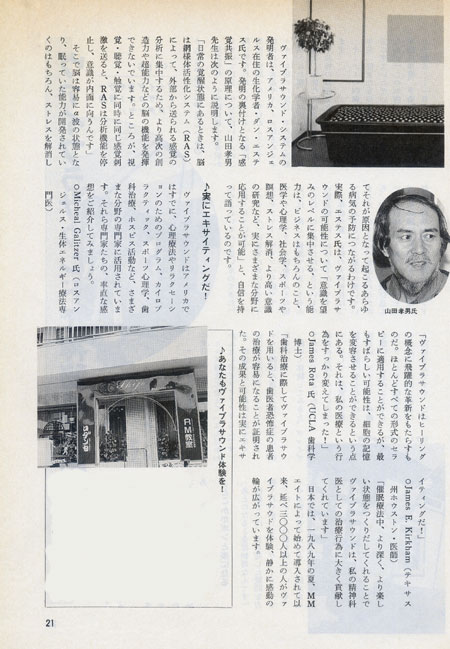 ヴァイブラサウンド・システムの
発明者は、アメリカ、ロスアンジェ
ルス在住の生化学者・ドン・エステ
ス氏です。発明の裏付けとなる「感
覚共振」の原理について、山田孝男
先生は次のように説明します。
「日常の覚醒状態にあるときは、脳
は網様体活性化システム（RAS）
によって、外部から送られる感覚の
分析に集中するため、より高次の創
造力や超能力などの脳の機能を発揮
できないでいます。ところが、視
覚・聴覚・触覚に同時に同じ感覚刺
激を送ると、RASは分析機能を停
止し、意識が内面に向うんです」
そこで脳は容易にα波の状態とな
り、眠っていた能力が開発されてい
くのはもちろん、ストレスを解消し
てそれが原因となって起こるあらゆ
る病気の予防につながるわけです。
実際、エステス氏は、ヴァイブラサ
ウンドの可能性について「意識を望
みのレベルに集中させる、という能
力は、ビジネスはもちろんのこと、
医学や心理学、社会学、スポーツや
瞑想、ストレス解消、より高い意識
の研究など、実にさまざまな分野に
応用することが可能」と、自信を持
って語っているのです。
山田孝男氏
♪実にエキサイティングだ！
ヴァイブラサウンドはアメリカで
はすでに、心理療法やリラクセーシ
ョンのためのプログラム、カイロプ
ラクティック、スポーツ心理学、歯
科治療、ホスピス活動など、さまざ
まな分野の専門家に活用されていま
す。それら専門家たちの、率直な感
想をご紹介してみましょう。
○Micheal Galitzer 氏（ロスアン
ジェルス・生体エネルギー療法専
門医）
「ヴァイブラサウンドはヒーリング
の概念に飛躍的な革新をもたらすも
のだ。ほとんどすべての形式のセラ
ピーに適用することができるが、最
もすばらしい可能性は、細胞の記憶
を変容させることができるという点
にある。それは、私の医療という行
為をすっかり変えてしまった！」
○James Rota 氏（UCLA、歯科学
博士）
「歯科治療に際してヴァイブラサウ
ンドを用いると、歯医者恐怖症の患者
の治療が容易になることが証明され
た。その成果と可能性は実にエキサ
イティングだ！」
○James E. Kirkham（テキサス
州ホウストン・医師）
「催眠療法中、より深く、より楽し
い状態をつくりだしてくれることで
ヴァイブラサウンドは、私の精神科
医としての治療行為に大きく貢献し
てくれています」
日本では、一九八九年の夏、MM
エイトによって始めて導入されて以
来、延べ三〇〇〇人以上の人がヴァ
イブラサウドを体験、静かに感動の
輪が広がっています。
♪あなたもヴァイブラサウンド体験を！
RM教室
21